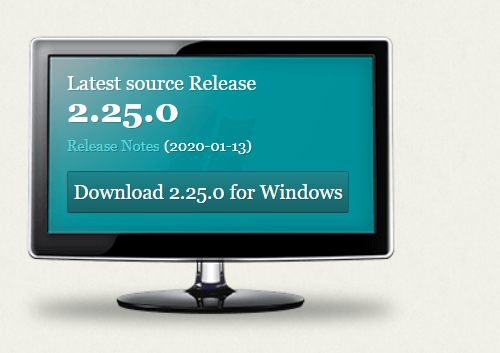 Latest source Release
2.25.0
Release Notes (2020-01-13)
Download 2.25.0 for Windows